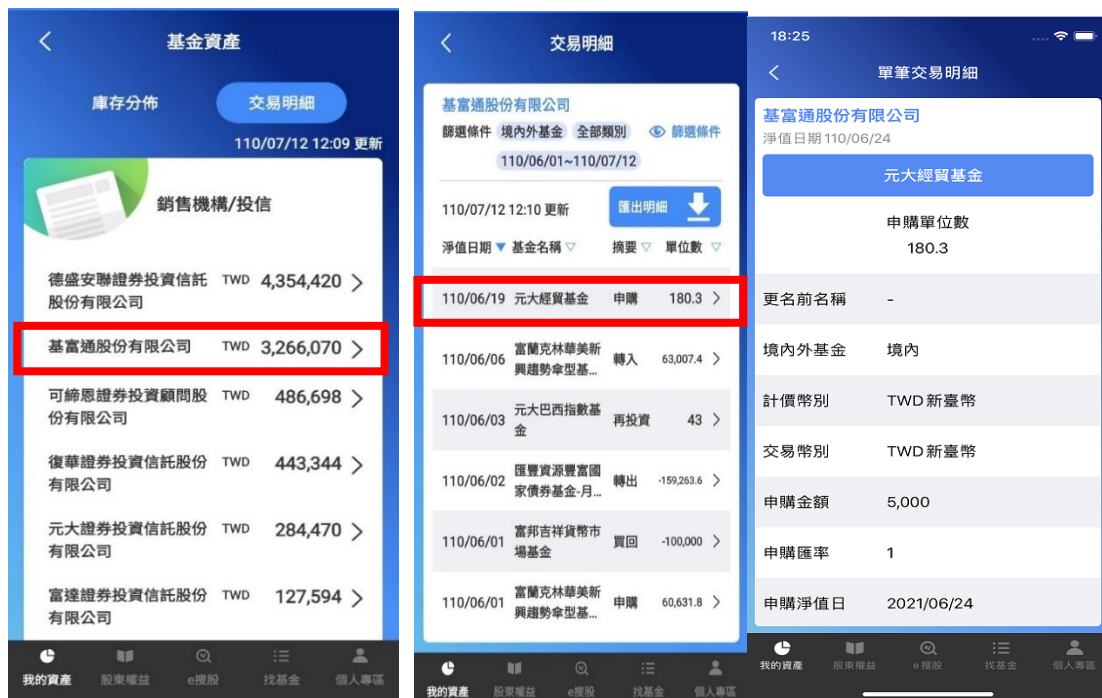 基金資產
庫存分佈
交易明細
110/07/12 12:09 更新
銷售機構/投信
德盛安聯證券投資信託 TWD 4,354,420
股份有限公司
基富通股份有限公司 TWD 3,266,070
可締恩證券投資顧問股 TWD 486,698
份有限公司
復華證券投資信託股份 TWD 443,344
有限公司
元大證券投資信託股份 TWD 284,470
有限公司
富達證券投資信託股份 TWD 127,594
有限公司
我的資產 股東權益 e搜股 找基金 個人專區
交易明細
基富通股份有限公司
篩選條件 境內外基金 全部類別 篩選條件
110/06/01~110/07/12
110/07/12 12:10 更新 匯出明細
淨值日期 基金名稱 摘要 單位數
110/06/19 元大經貿基金 申購 180.3
110/06/06 富蘭克林華美新 轉入 63,007.4
興趨勢傘型基...
110/06/03 元大巴西指數基 再投資 43
金
110/06/02 匯豐資源豐富國 轉出 -159,263.6
家債券基金-月...
110/06/01 富邦吉祥貨幣市 買回 -100,000
場基金
110/06/01 富蘭克林華美新 申購 60,631.8
興趨勢傘型基...
我的資產 股東權益 e搜股 找基金 個人專區
18:25
單筆交易明細
基富通股份有限公司
淨值日期 110/06/24
元大經貿基金
申購單位數
180.3
更名前名稱 -
境內外基金 境內
計價幣別 TWD 新臺幣
交易幣別 TWD 新臺幣
申購金額 5,000
申購匯率 1
申購淨值日 2021/06/24
我的資產 股東權益 e搜股 找基金 個人專區